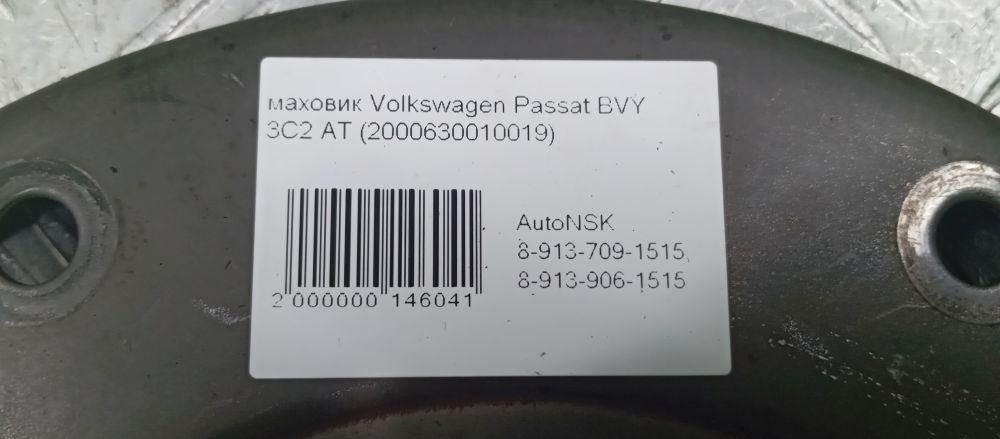 маховик Volkswagen Passat BVY
3C2 AT (2000630010019)
AutoNSK
8-913-709-1515,
8-913-906-1515
2 000000 146041